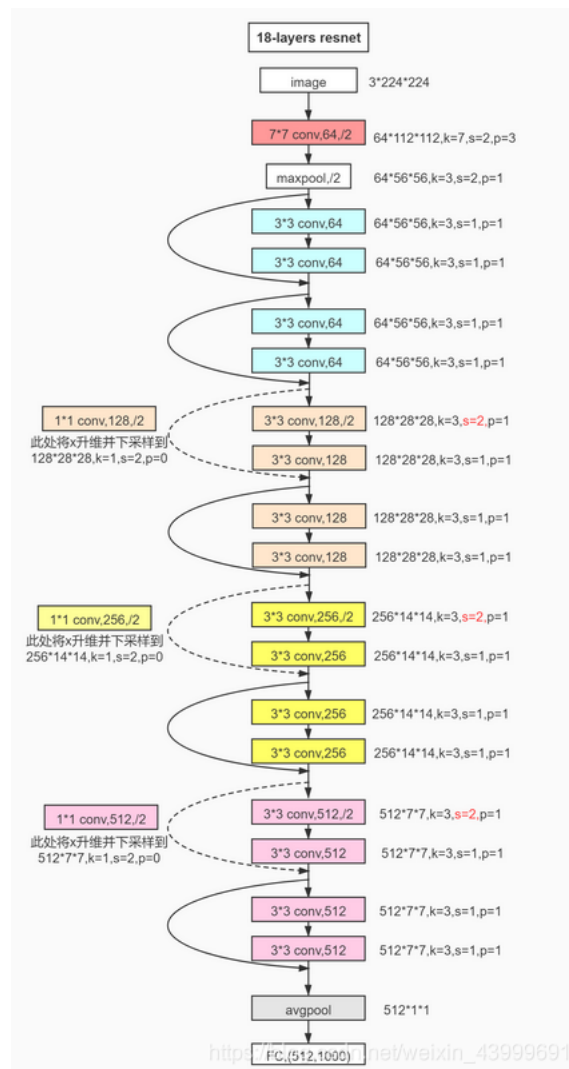 18-layers resnet
image 3*224*224
7*7 conv,64,/2 64*112*112,k=7,s=2,p=3
maxpool,/2 64*56*56,k=3,s=2,p=1
3*3 conv,64 64*56*56,k=3,s=1,p=1
3*3 conv,64 64*56*56,k=3,s=1,p=1
3*3 conv,64 64*56*56,k=3,s=1,p=1
3*3 conv,64 64*56*56,k=3,s=1,p=1
1*1 conv,128,/2 3*3 conv,128,/2 128*28*28,k=3,s=2,p=1
此处将x升维并下采样到
128*28*28,k=1,s=2,p=0 3*3 conv,128 128*28*28,k=3,s=1,p=1
3*3 conv,128 128*28*28,k=3,s=1,p=1
3*3 conv,128 128*28*28,k=3,s=1,p=1
1*1 conv,256,/2 3*3 conv,256,/2 256*14*14,k=3,s=2,p=1
此处将x升维并下采样到
256*14*14,k=1,s=2,p=0 3*3 conv,256 256*14*14,k=3,s=1,p=1
3*3 conv,256 256*14*14,k=3,s=1,p=1
3*3 conv,256 256*14*14,k=3,s=1,p=1
1*1 conv,512,/2 3*3 conv,512,/2 512*7*7,k=3,s=2,p=1
此处将x升维并下采样到
512*7*7,k=1,s=2,p=0 3*3 conv,512 512*7*7,k=3,s=1,p=1
3*3 conv,512 512*7*7,k=3,s=1,p=1
3*3 conv,512 512*7*7,k=3,s=1,p=1
avgpool 512*1*1
FC,(512,1000)
net/weixin_43999691